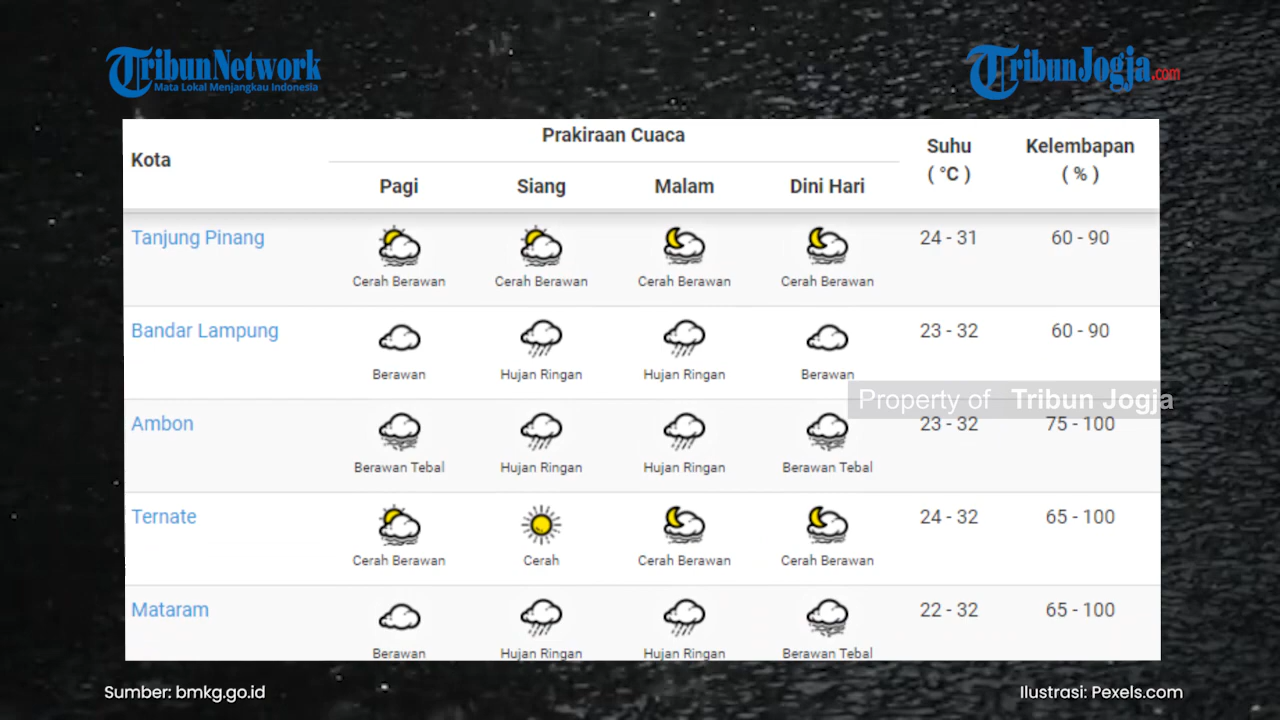 TribunNetwork
Mata Lokal Menjangkau Indonesia
TribunJogja.com
Kota
Prakiraan Cuaca
Suhu
( °C )
Kelembapan
( % )
Pagi
Siang
Malam
Dini Hari
Tanjung Pinang
Cerah Berawan
Cerah Berawan
Cerah Berawan
Cerah Berawan
24 - 31
60 - 90
Bandar Lampung
Berawan
Hujan Ringan
Hujan Ringan
Berawan
23 - 32
60 - 90
Property of Tribun Jogja
Ambon
Berawan Tebal
Hujan Ringan
Hujan Ringan
Berawan Tebal
23 - 32
75 - 100
Ternate
Cerah Berawan
Cerah
Cerah Berawan
Cerah Berawan
24 - 32
65 - 100
Mataram
Berawan
Hujan Ringan
Hujan Ringan
Berawan Tebal
22 - 32
65 - 100
Sumber: bmkg.go.id
Ilustrasi: Pexels.com